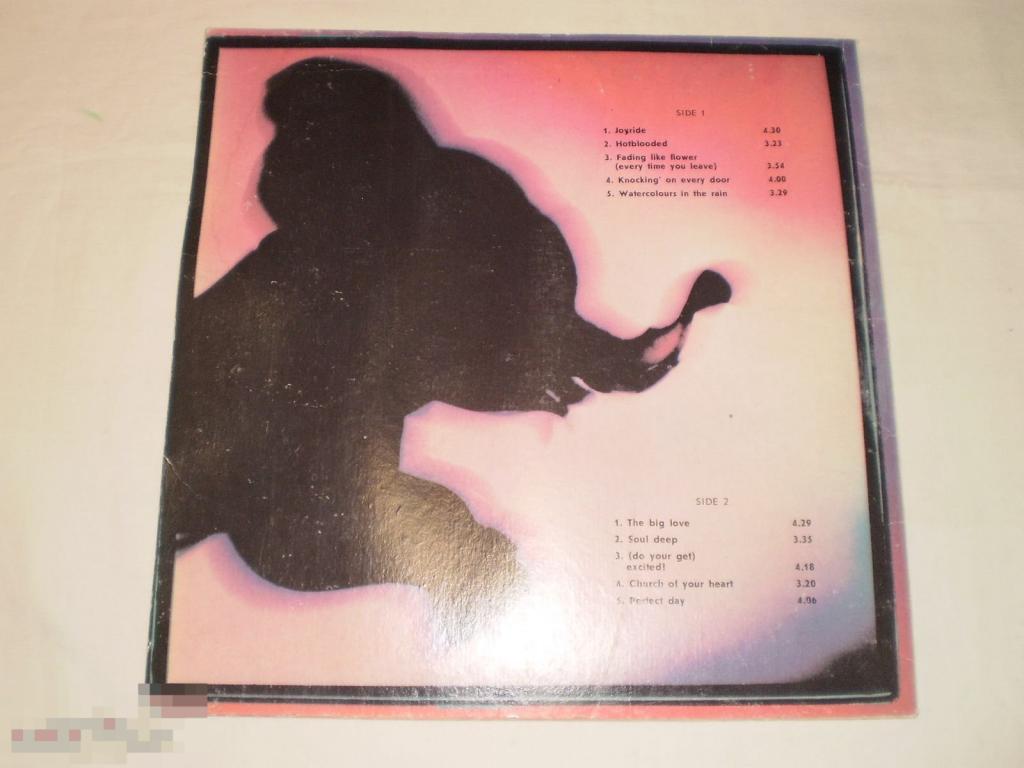 SIDE 1
1. Joyride 4.30
2. Hotblooded 3.23
3. Fading like flower
(every time you leave) 3.54
4. Knocking' on every door 4.00
5. Watercolours in the rain 3.29
SIDE 2
1. The big love 4.29
2. Soul deep 3.35
3. (do your get)
excited! 4.18
4. Church of your heart 3.20
5. Perfect day 4.06